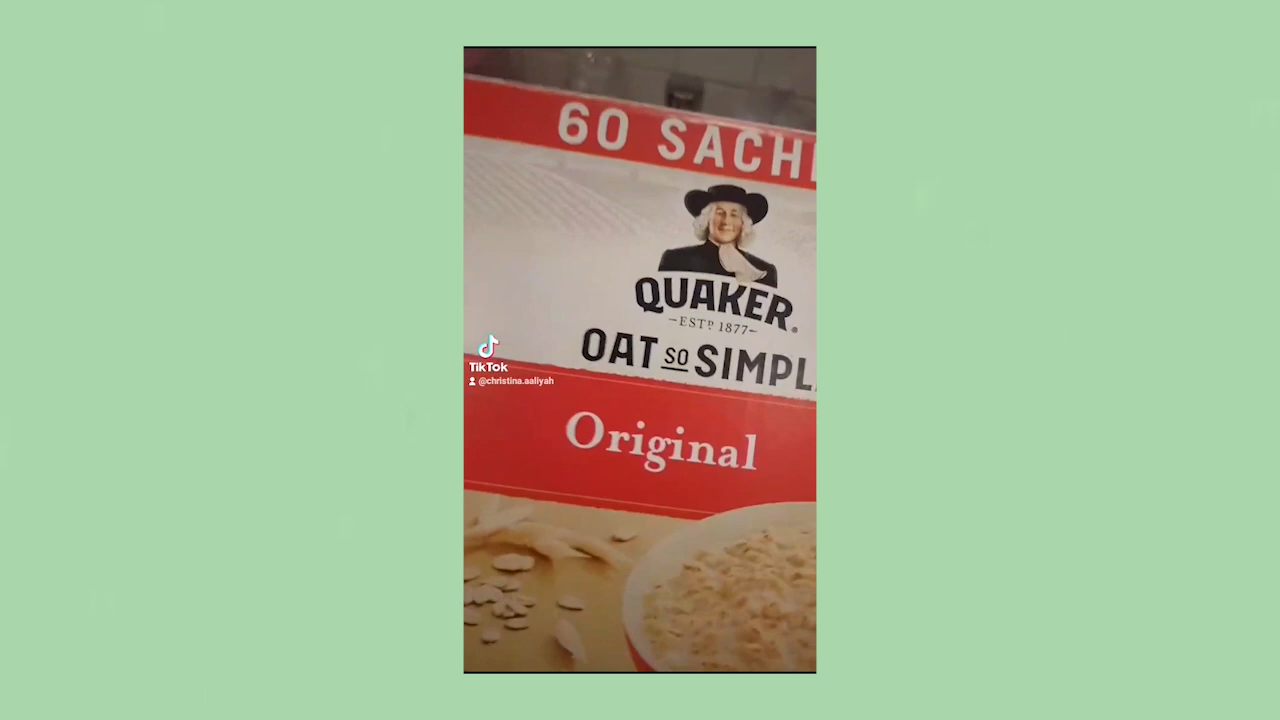 60 SACH
QUAKER®
-ESTD 1877-
OAT SO SIMPL
Original
TikTok
@christina.aaliyah